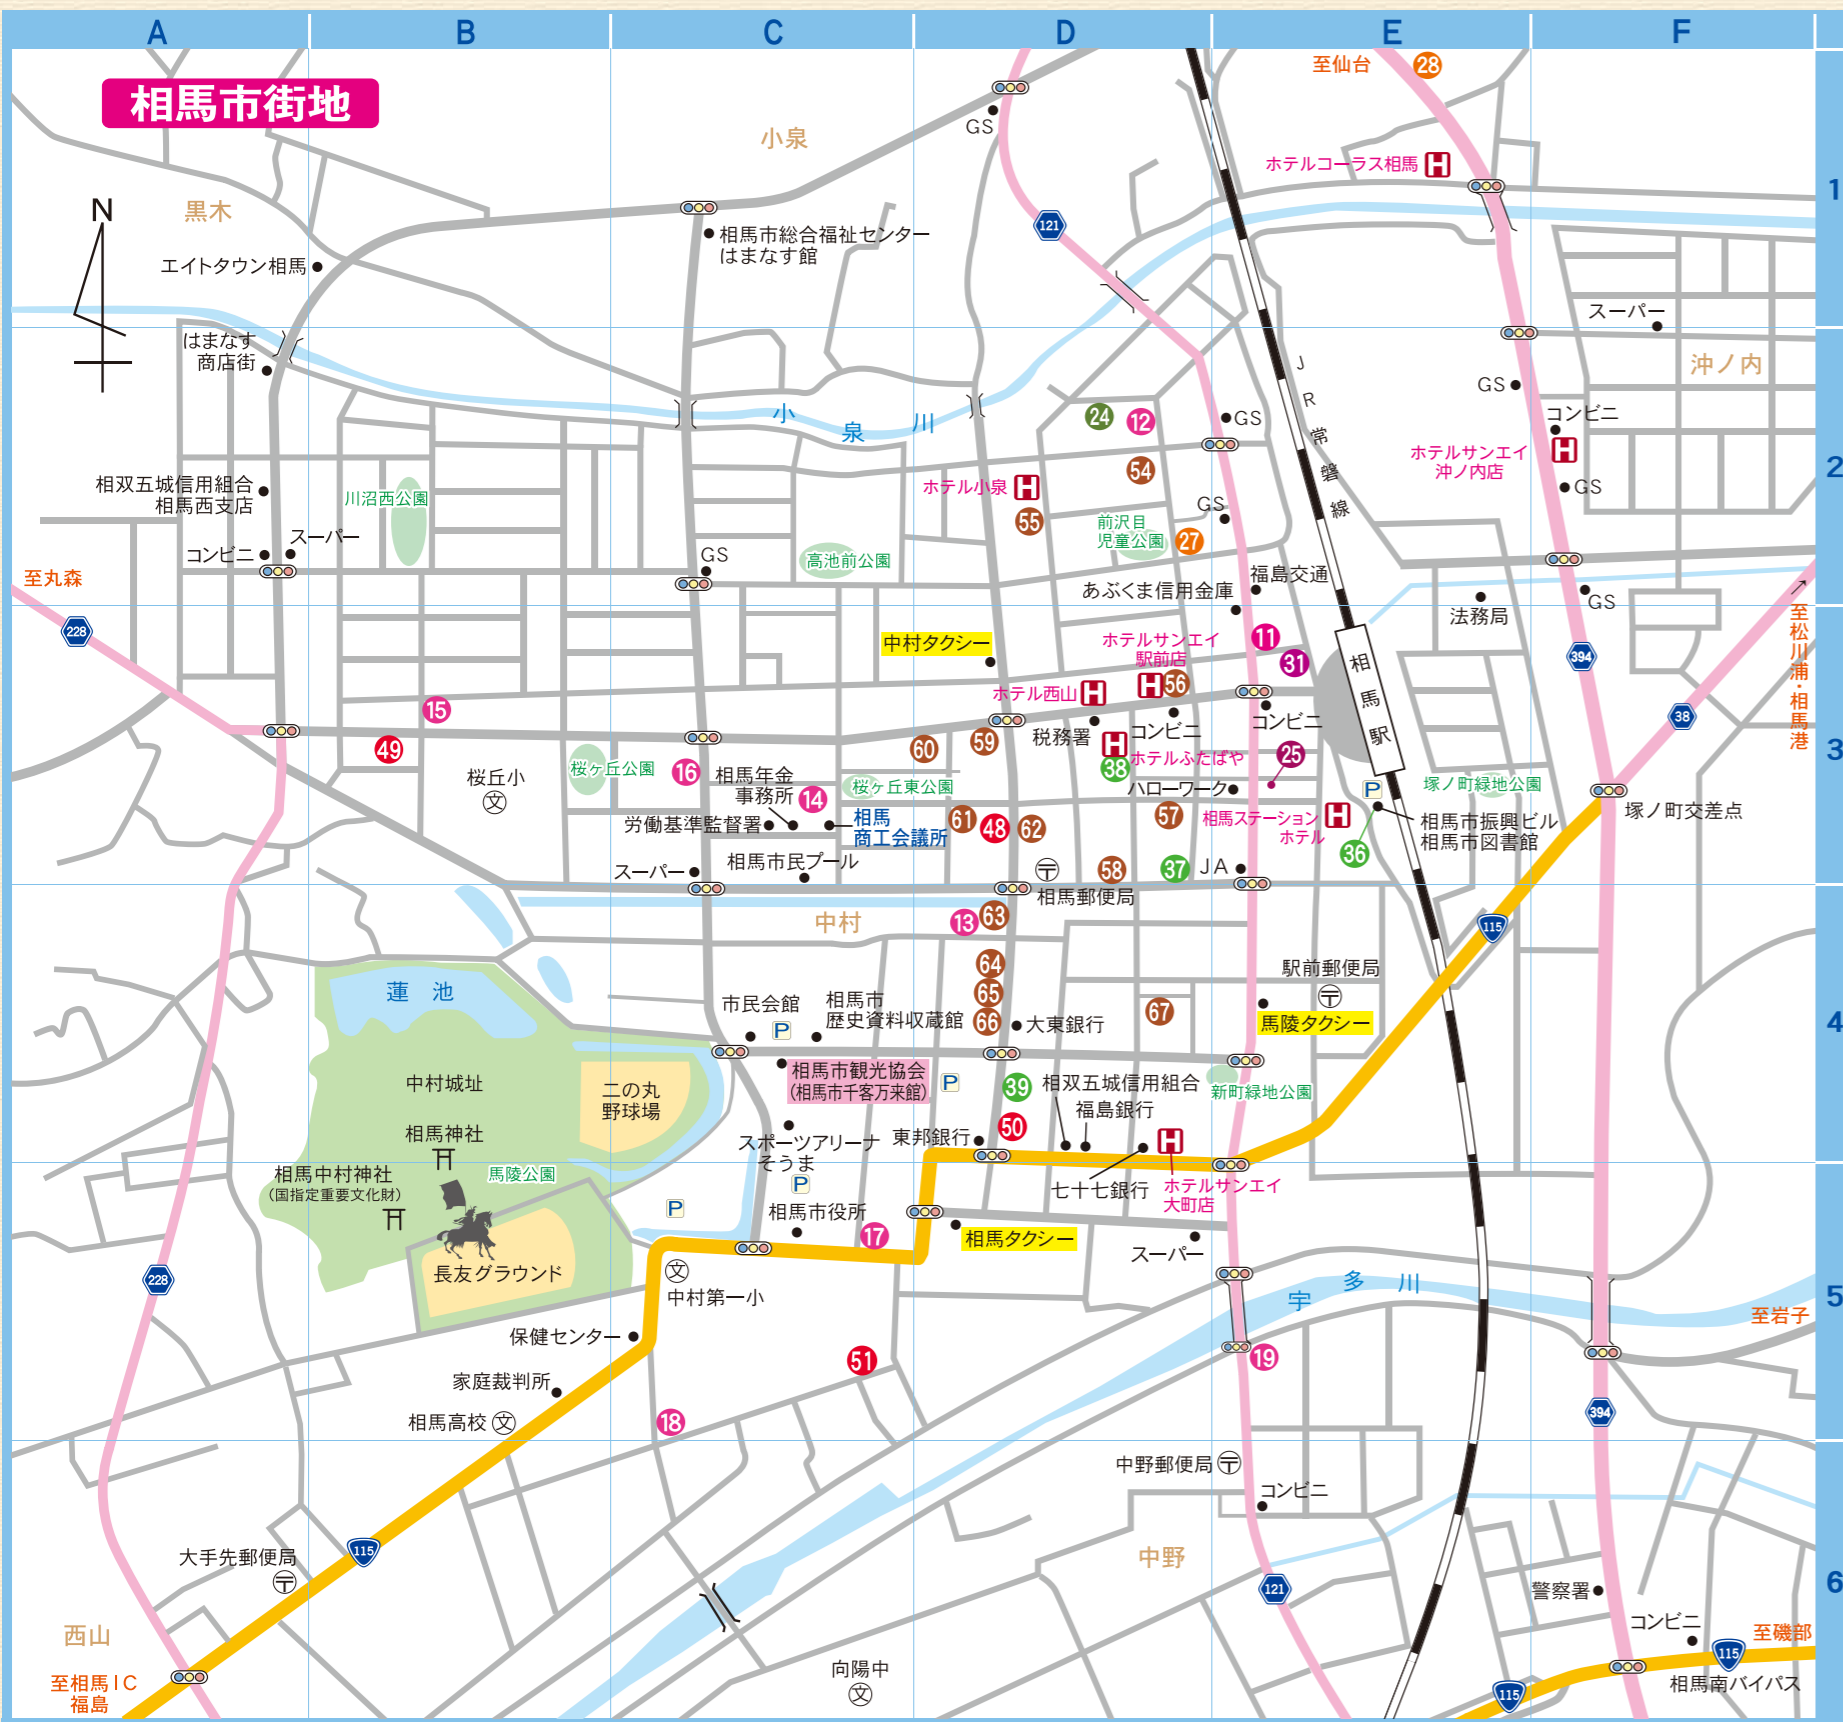 A
B
C
D
E
F
相馬市街地
至仙台
28
GS
小泉
ホテルコーラス相馬
H
1
N
黒木
121
相馬市総合福祉センター
はまなす館
エイトタウン相馬
スーパー
はまなす
商店街
JR常磐線
沖ノ内
GS
小泉川
24
12
GS
コンビニ
ホテルサンエイ
沖ノ内店
H
54
2
相双五城信用組合
相馬西支店
川沼西公園
ホテル小泉
H
GS
GS
55
前沢目
児童公園
27
コンビニ
スーパー
GS
高池前公園
至丸森
福島交通
あぶくま信用金庫
法務局
GS
至松川浦・相馬港
228
中村タクシー
ホテルサンエイ
駅前店
11
31
394
相馬駅
ホテル西山
H
H
56
15
38
49
60
59
税務署
コンビニ
コンビニ
H
ホテルふたばや
25
3
桜丘小
文
桜ヶ丘公園
16
相馬年金
事務所
14
桜ヶ丘東公園
38
ハローワーク
P
塚ノ町緑地公園
労働基準監督署
相馬
商工会議所
61
48
62
57
相馬ステーション
ホテル
H
相馬市振興ビル
相馬市図書館
塚ノ町交差点
36
スーパー
相馬市民プール
〒
58
37
JA
相馬郵便局
中村
13
63
115
64
駅前郵便局
〒
蓮池
市民会館
P
相馬市
歴史資料収蔵館
65
66
大東銀行
67
馬陵タクシー
4
中村城址
二の丸
野球場
相馬市観光協会
(相馬市千客万来館)
P
39
相双五城信用組合
福島銀行
新町緑地公園
相馬神社
スポーツアリーナ
そうま
東邦銀行
50
H
相馬中村神社
(国指定重要文化財)
馬陵公園
P
P
七十七銀行
ホテルサンエイ
大町店
相馬市役所
17
相馬タクシー
スーパー
長友グラウンド
228
文
中村第一小
宇多川
5
至岩子
保健センター
51
19
家庭裁判所
相馬高校
文
18
394
中野郵便局
〒
コンビニ
大手先郵便局
〒
115
中野
121
警察署
6
西山
コンビニ
至磯部
115
至相馬IC
福島
向陽中
文
相馬南バイパス
115